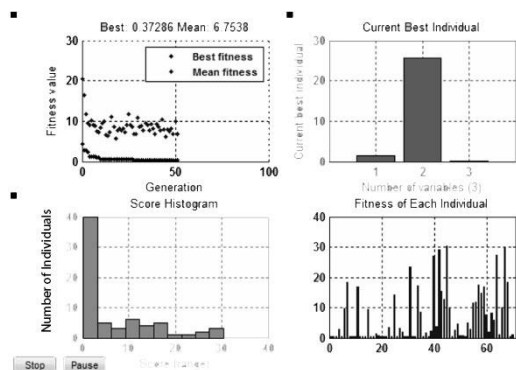 Best: 0.37286 Mean: 6.7538
30
20
10
0
Fitness value
Best fitness
Mean fitness
0 50 100
Generation
Current Best Individual
30
20
10
0
Current best individual
1 2 3
Number of variables (3)
Score Histogram
40
30
20
10
0
Number of Individuals
0 10 20 30 40
Stop Pause
Fitness of Each Individual
40
30
20
10
0
0 20 40 60